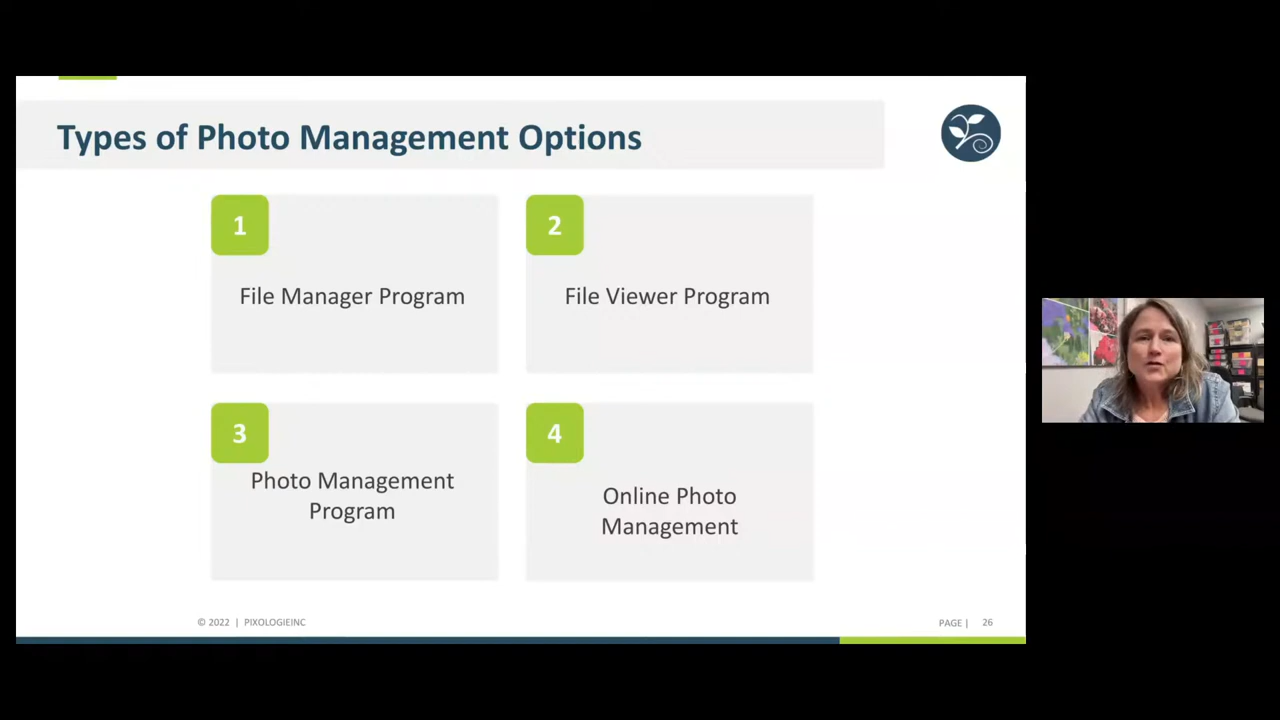 Types of Photo Management Options
1
File Manager Program
2
File Viewer Program
3
Photo Management
Program
4
Online Photo
Management
© 2022 | PIXOLOGIEINC
PAGE | 26